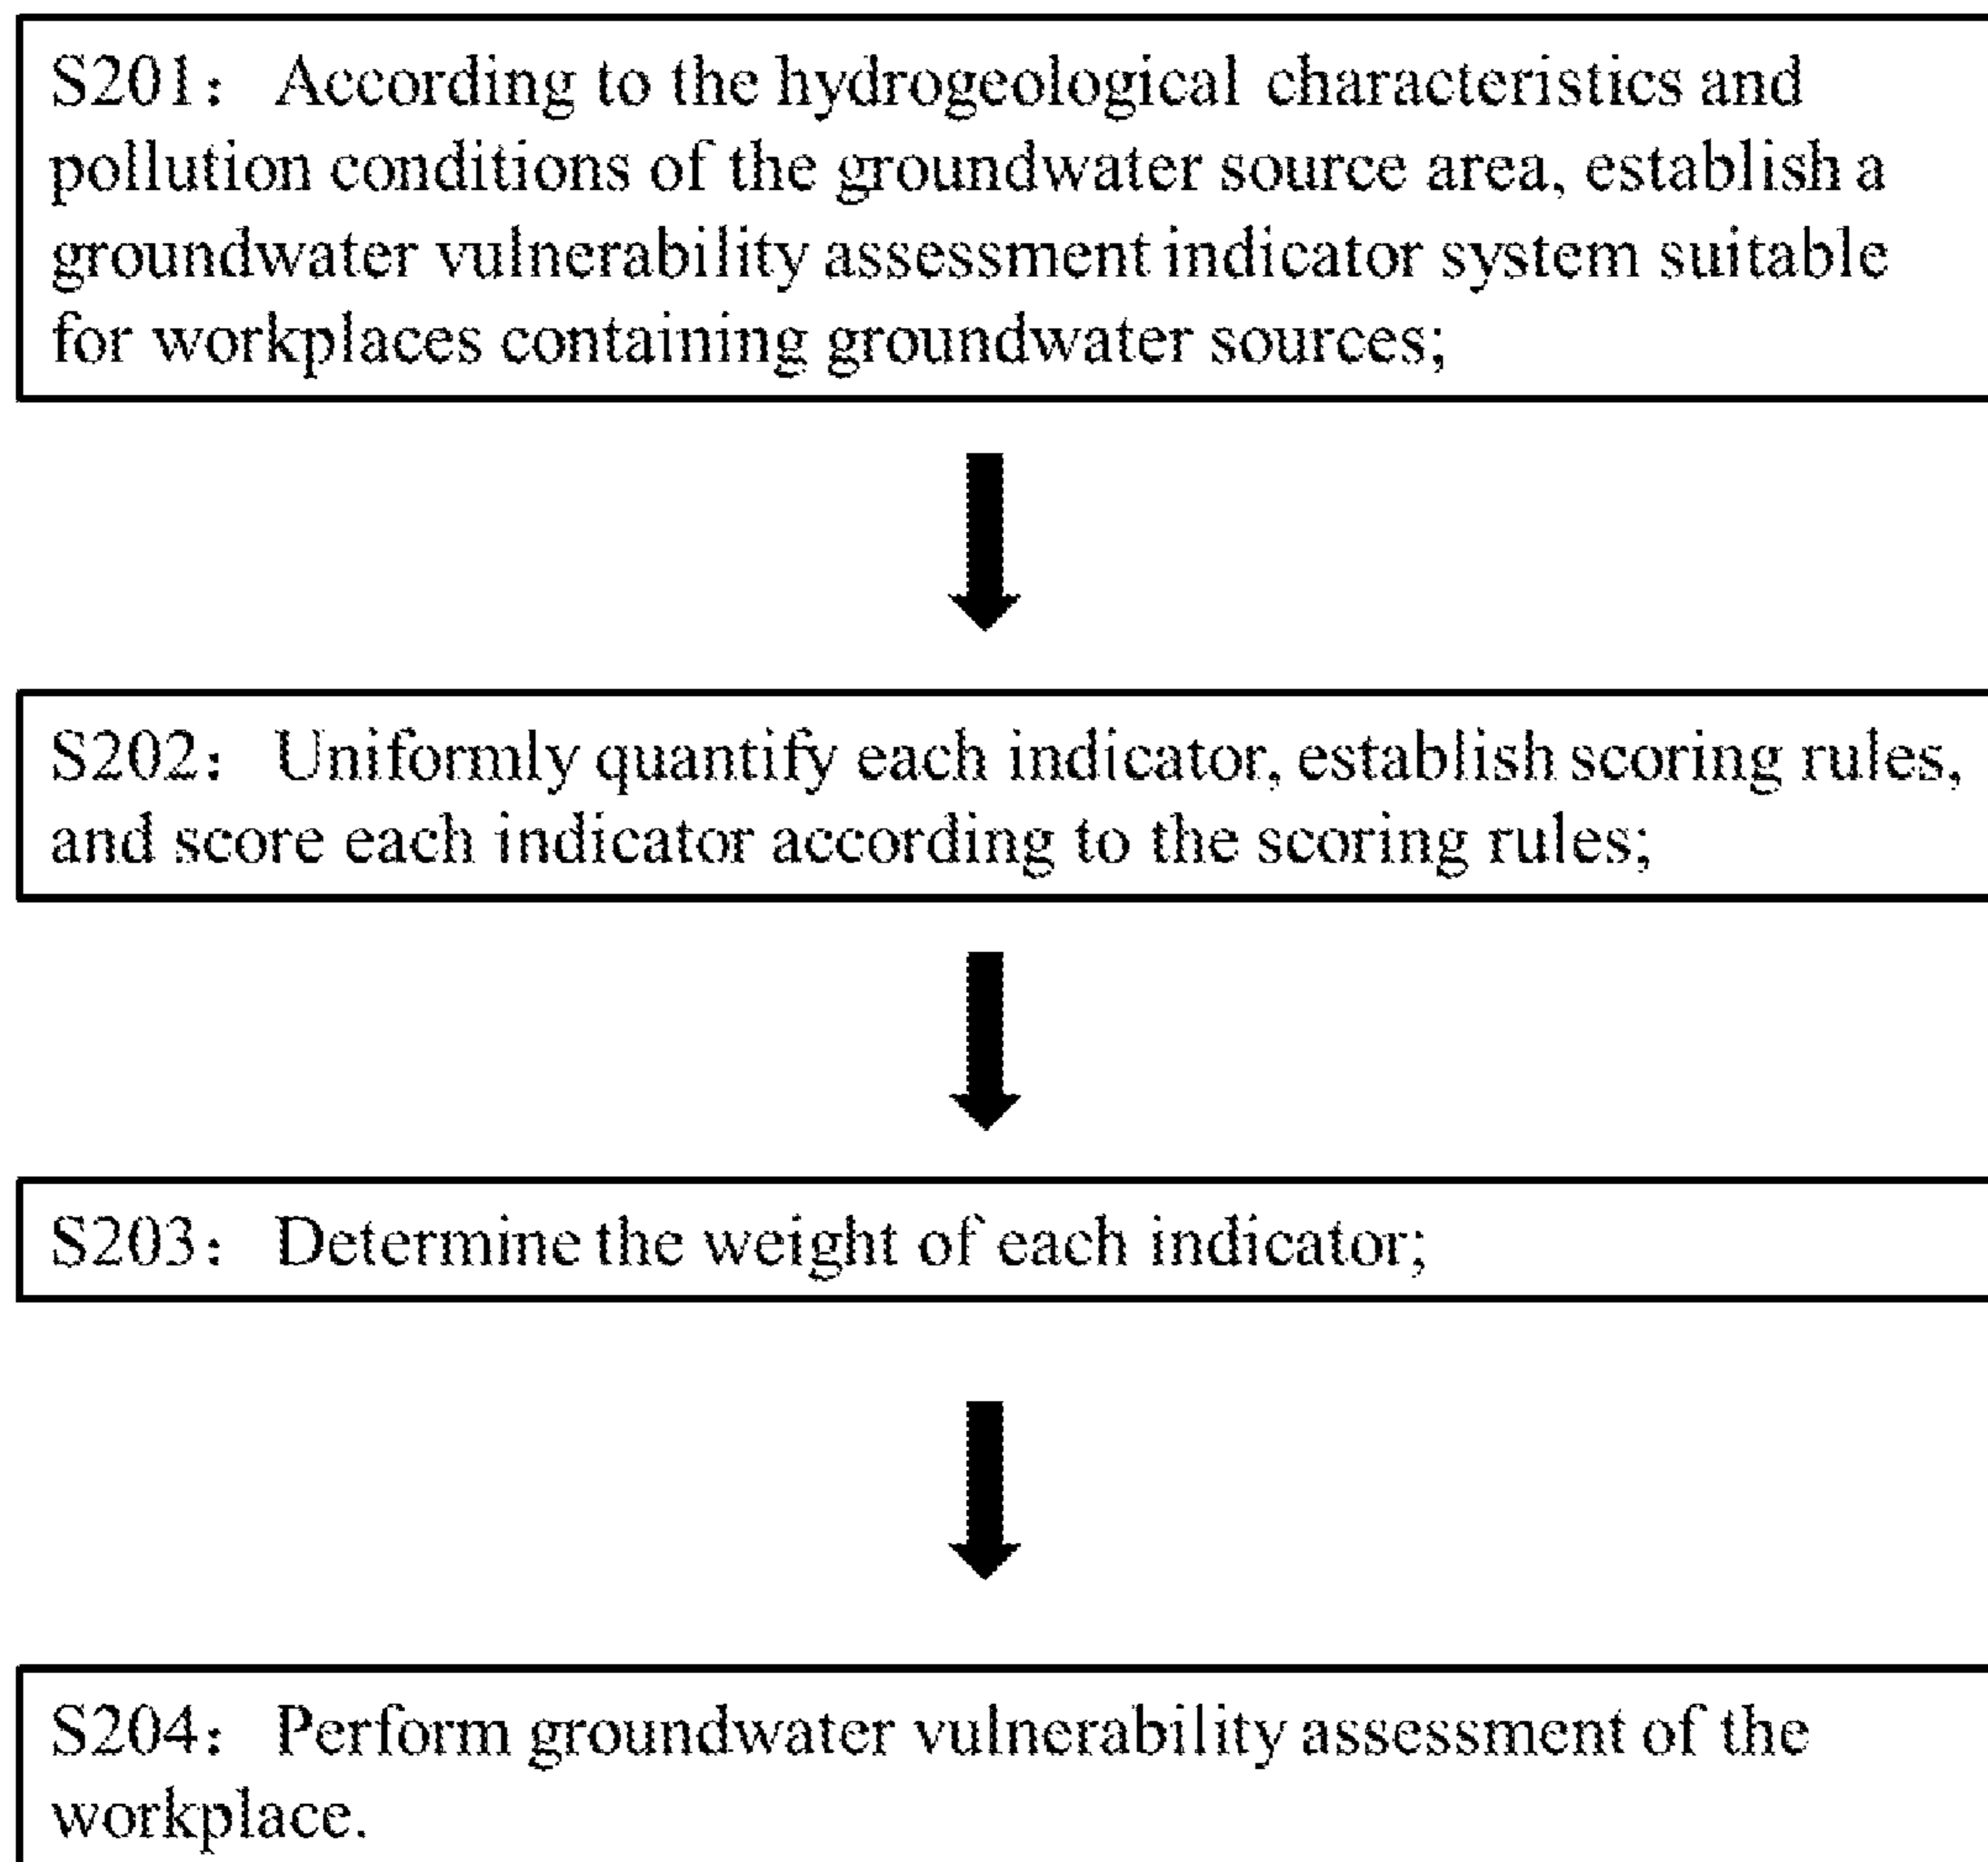 S201： According to the hydrogeological characteristics and
pollution conditions of the groundwater source area, establish a
groundwater vulnerability assessment indicator system suitable
for workplaces containing groundwater sources;
S202： Uniformly quantify each indicator, establish scoring rules,
and score each indicator according to the scoring rules;
S203： Determine the weight of each indicator;
S204： Perform groundwater vulnerability assessment of the
workplace.